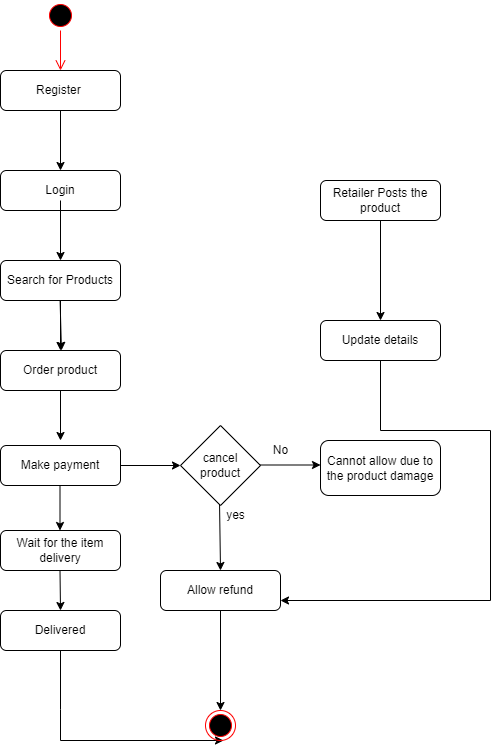 Register
Login
Retailer Posts the
product
Search for Products
Update details
Order product
Make payment
cancel
product
No
Cannot allow due to
the product damage
yes
Wait for the item
delivery
Allow refund
Delivered